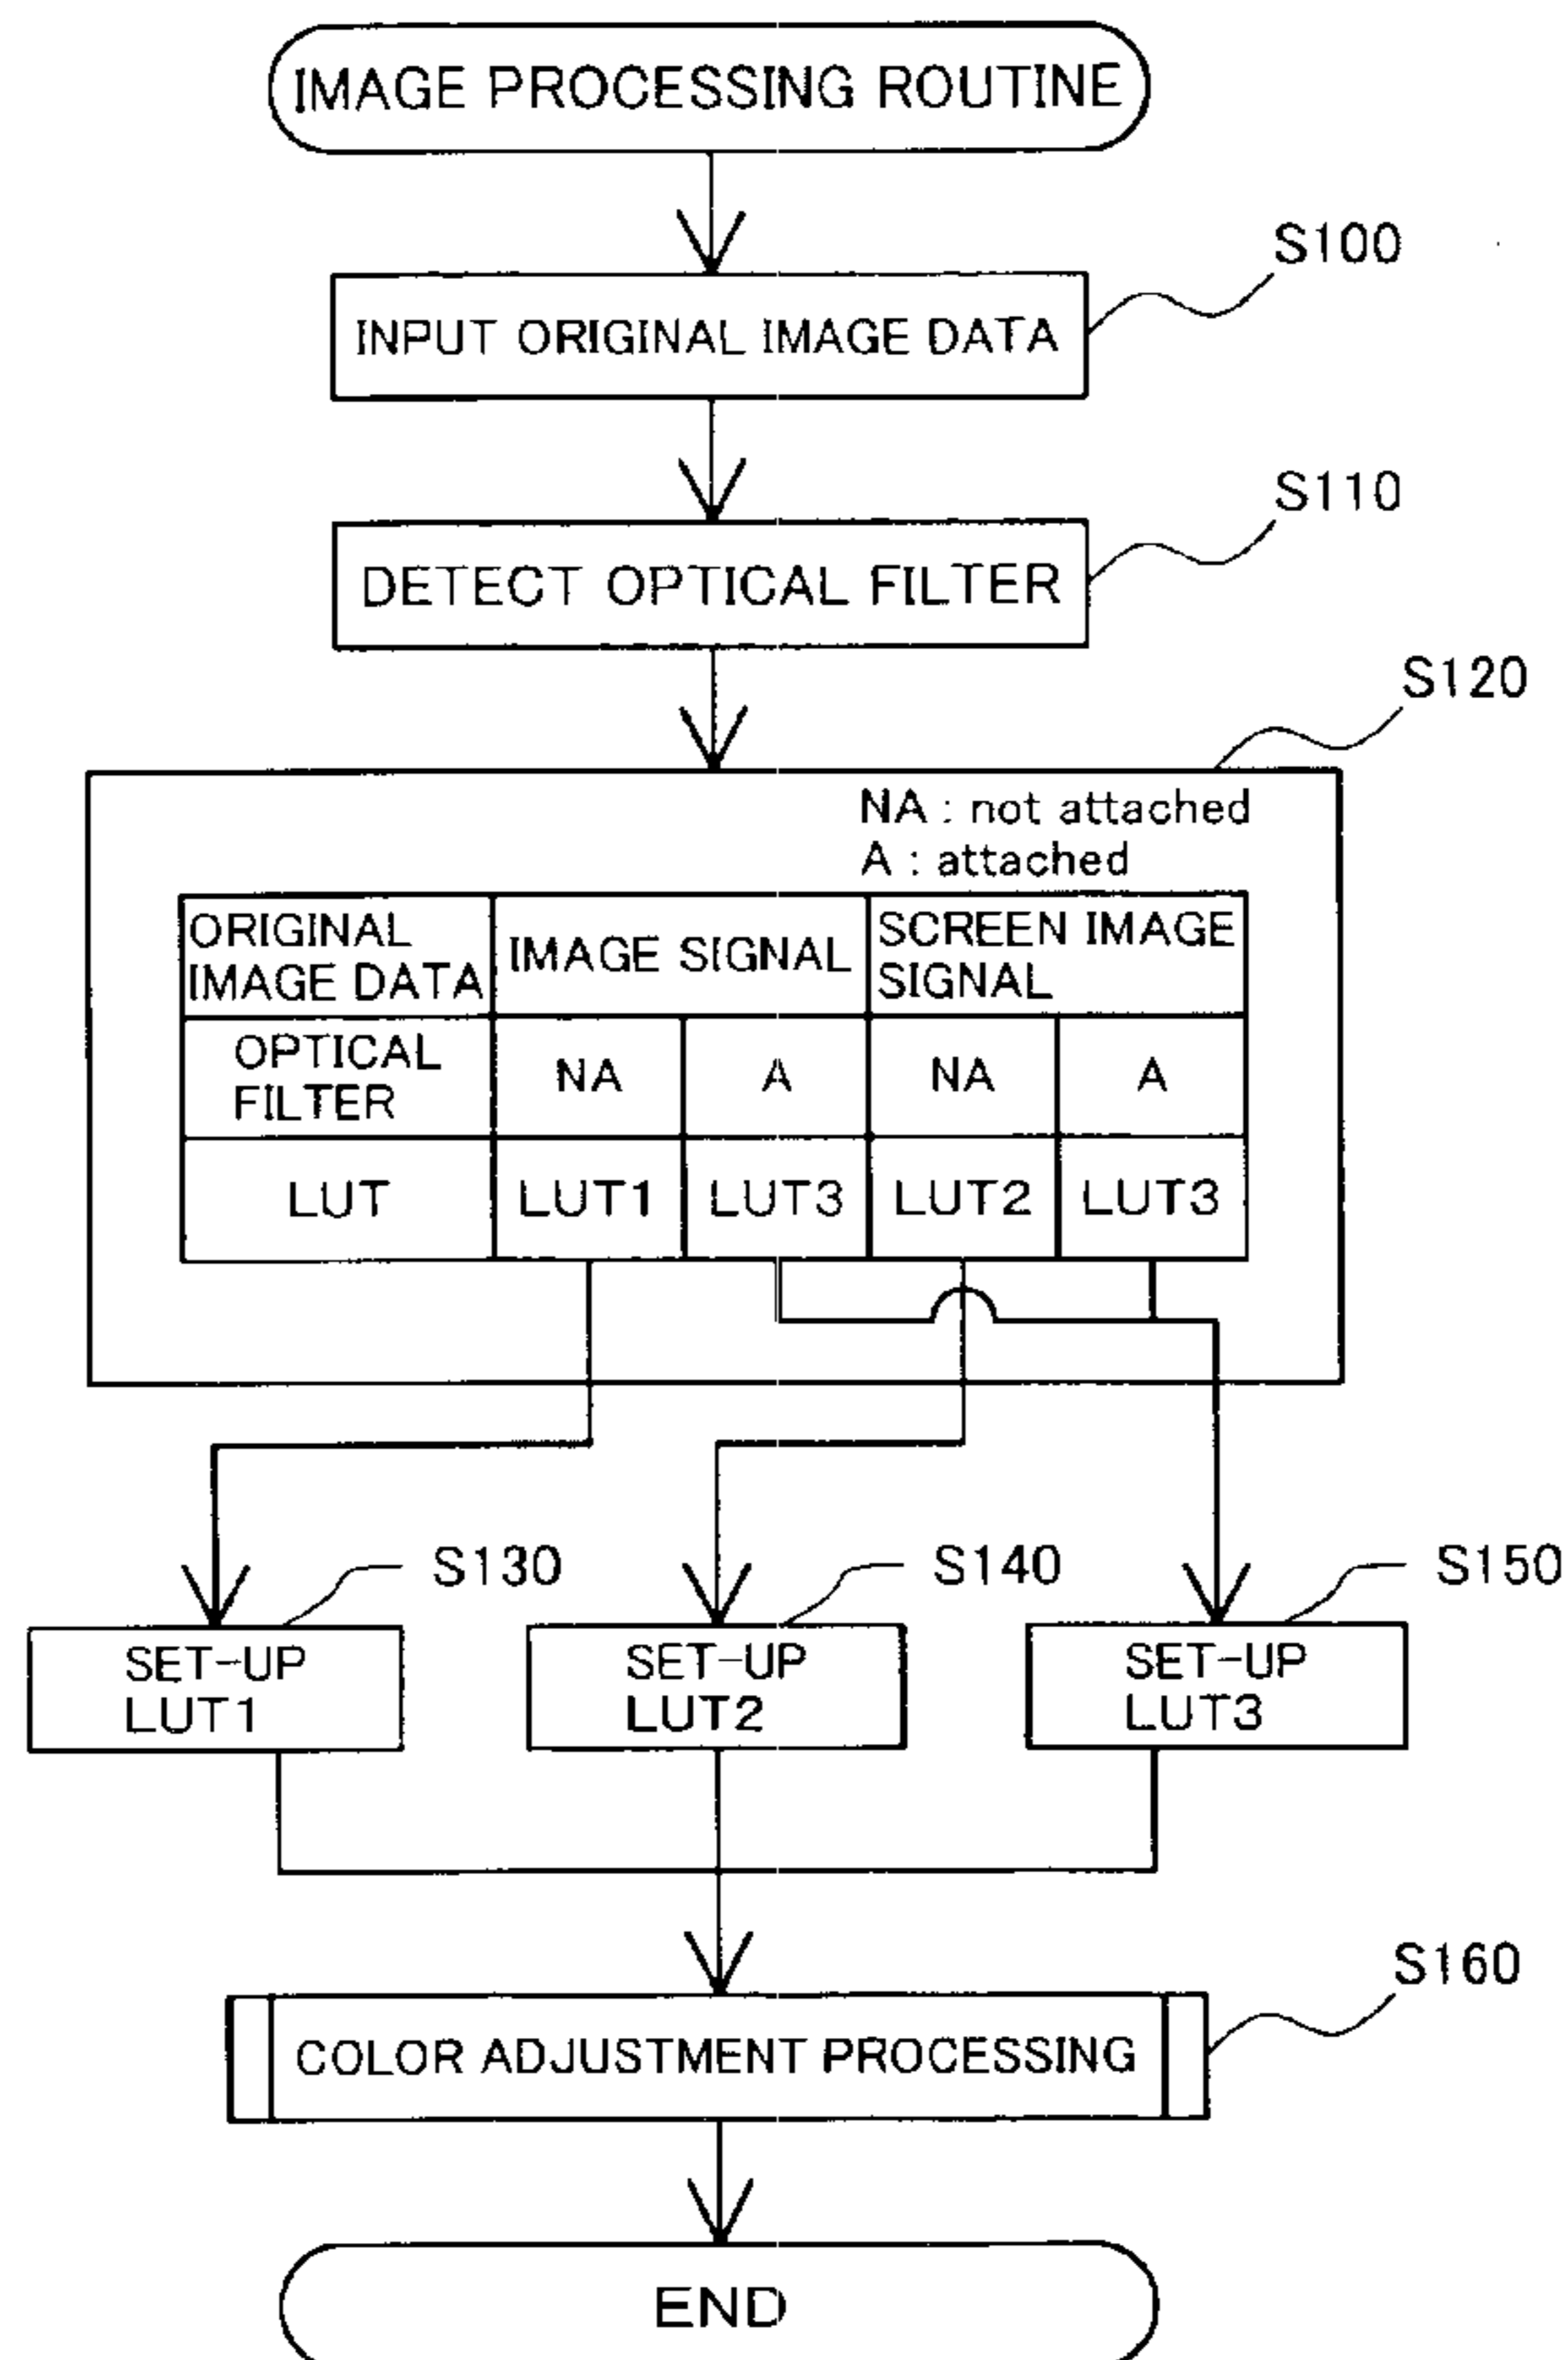 IMAGE PROCESSING ROUTINE
S100
INPUT ORIGINAL IMAGE DATA
S110
DETECT OPTICAL FILTER
S120
NA : not attached
A : attached
ORIGINAL
IMAGE DATA
IMAGE SIGNAL
SCREEN IMAGE
SIGNAL
OPTICAL
FILTER
NA
A
NA
A
LUT
LUT1
LUT3
LUT2
LUT3
S130
S140
S150
SET-UP
LUT1
SET-UP
LUT2
SET-UP
LUT3
S160
COLOR ADJUSTMENT PROCESSING
END